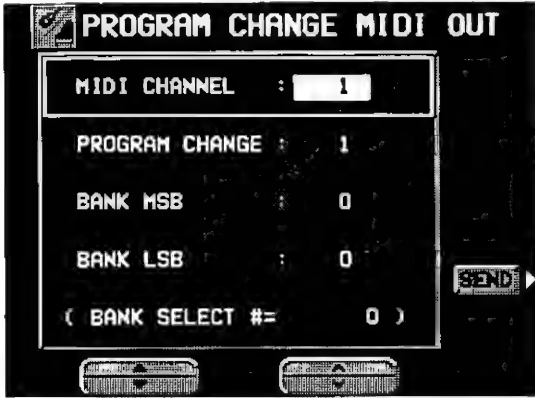 PROGRAM CHANGE MIDI OUT
MIDI CHANNEL : 1
PROGRAM CHANGE : 1
BANK MSB : 0
BANK LSB : 0
SEND
( BANK SELECT #= 0 )